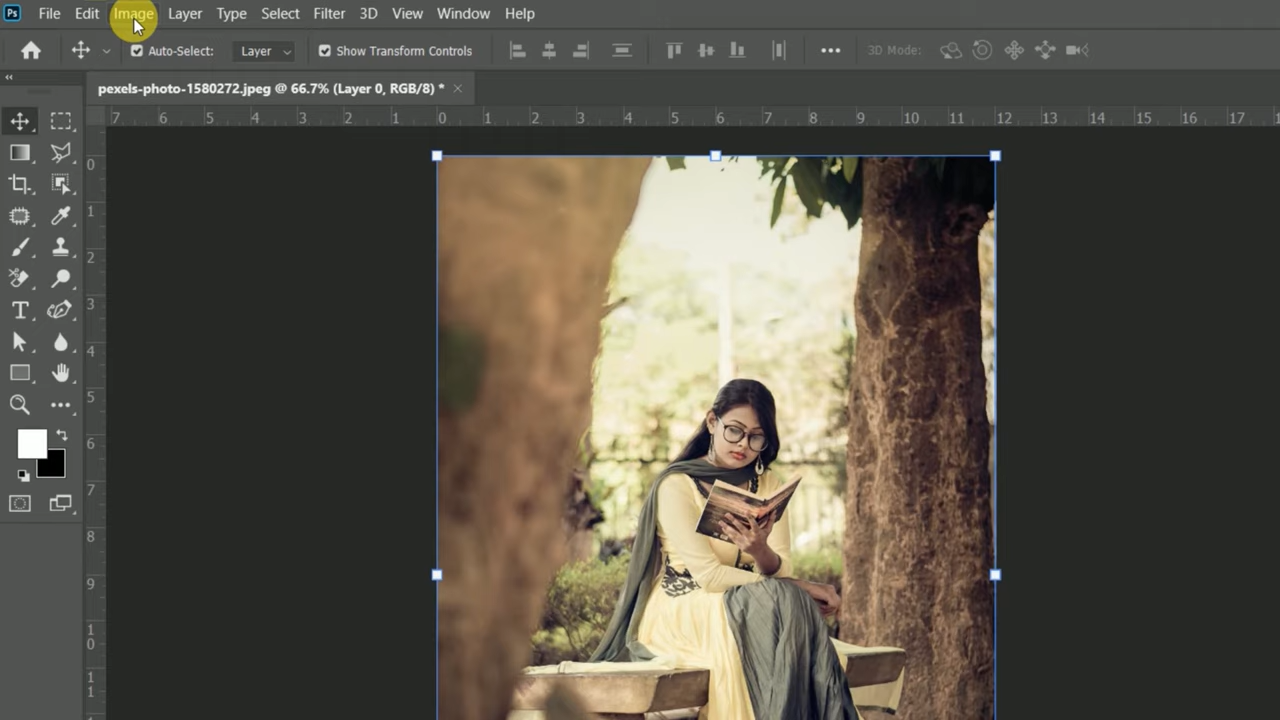 Ps File Edit Image Layer Type Select Filter 3D View Window Help
Auto-Select: Layer Show Transform Controls 3D Mode:
pexels-photo-1580272.jpeg @ 66.7% (Layer 0, RGB/8) *
7 6 5 4 3 2 1 0 1 2 3 4 5 6 7 8 9 10 11 12 13 14 15 16 17
0
1
2
3
4
5
6
7
8
9
10
11
T